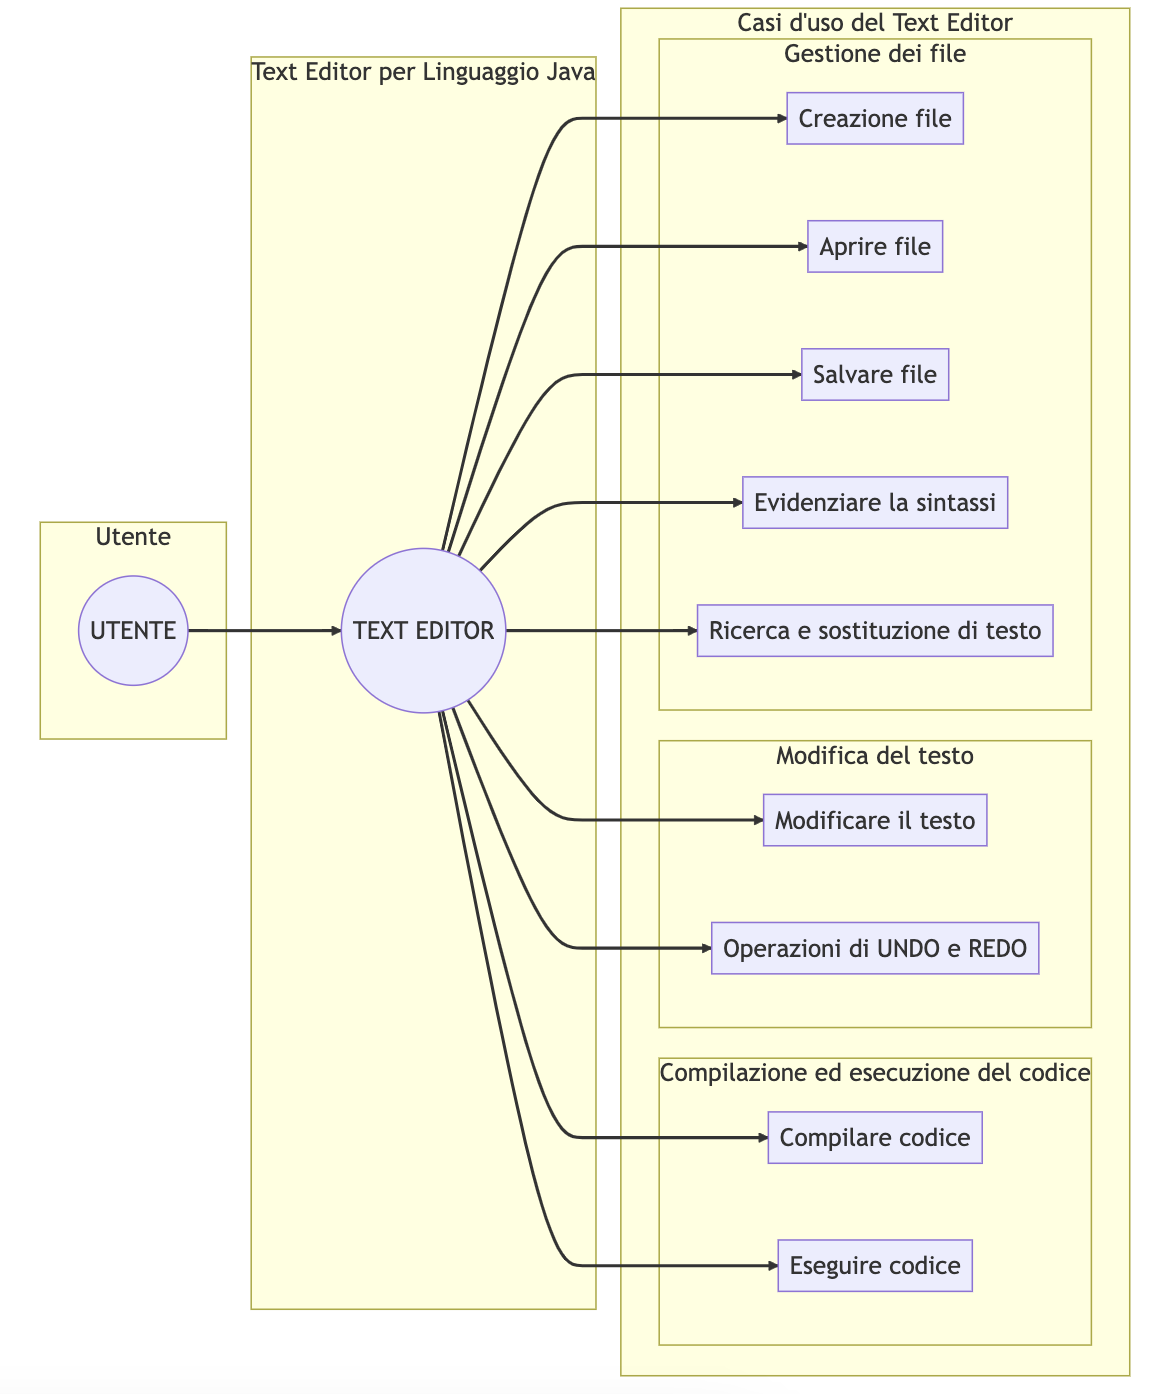 Casi d'uso del Text Editor
Gestione dei file
Text Editor per Linguaggio Java
Creazione file
Aprire file
Salvare file
Evidenziare la sintassi
Utente
UTENTE
TEXT EDITOR
Ricerca e sostituzione di testo
Modifica del testo
Modificare il testo
Operazioni di UNDO e REDO
Compilazione ed esecuzione del codice
Compilare codice
Eseguire codice